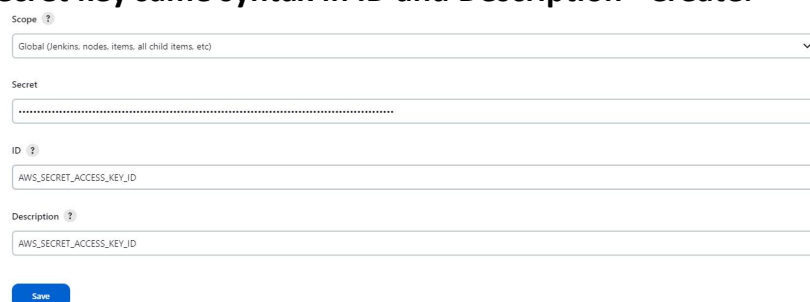 secret key same syntax in ID and Description - Create.
Scope ?
Global (Jenkins, nodes, items, all child items, etc)
Secret
ID ?
AWS_SECRET_ACCESS_KEY_ID
Description ?
AWS_SECRET_ACCESS_KEY_ID
Save